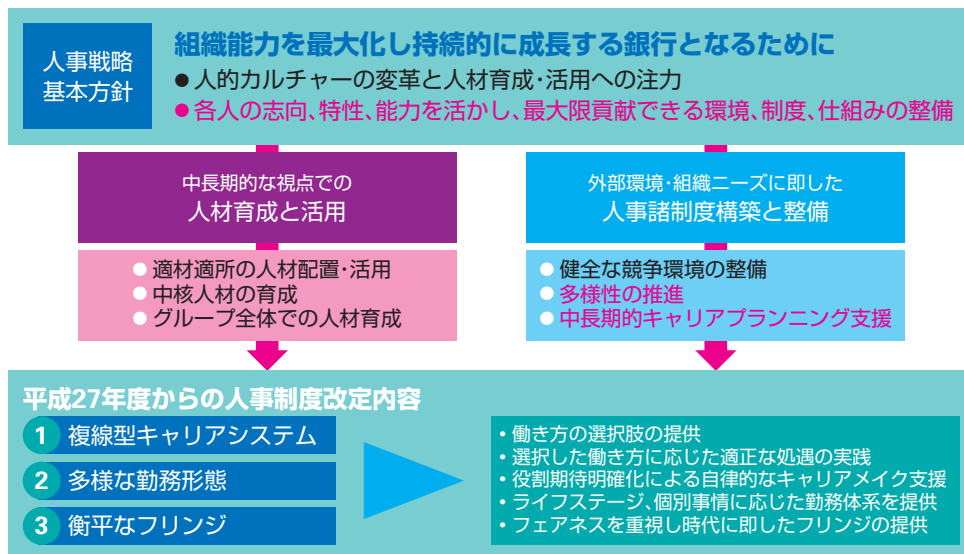 人事戦略
基本方針
組織能力を最大化し持続的に成長する銀行となるために
●人的カルチャーの変革と人材育成・活用への注力
●各人の志向、特性、能力を活かし、最大限貢献できる環境、制度、仕組みの整備
中長期的な視点での
人材育成と活用
●適材適所の人材配置・活用
●中核人材の育成
●グループ全体での人材育成
外部環境・組織ニーズに即した
人事諸制度構築と整備
●健全な競争環境の整備
●多様性の推進
●中長期的キャリアプランニング支援
平成27年度からの人事制度改定内容
1 複線型キャリアシステム
2 多様な勤務形態
3 衡平なフリンジ
・働き方の選択肢の提供
・選択した働き方に応じた適正な処遇の実践
・役割期待明確化による自律的なキャリアメイク支援
・ライフステージ、個別事情に応じた勤務体系を提供
・フェアネスを重視し時代に即したフリンジの提供